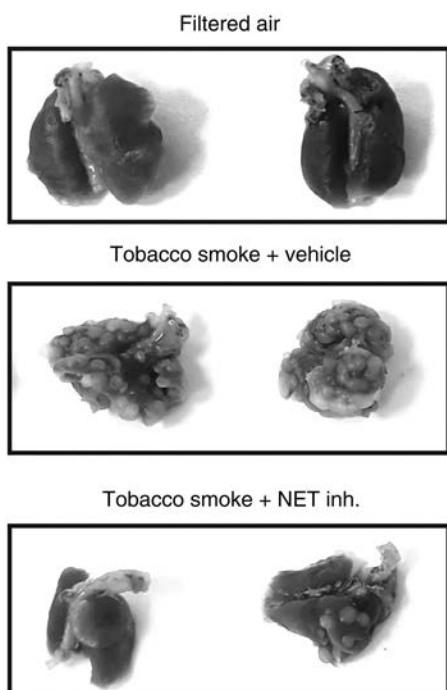 Filtered air
Tobacco smoke + vehicle
Tobacco smoke + NET inh.